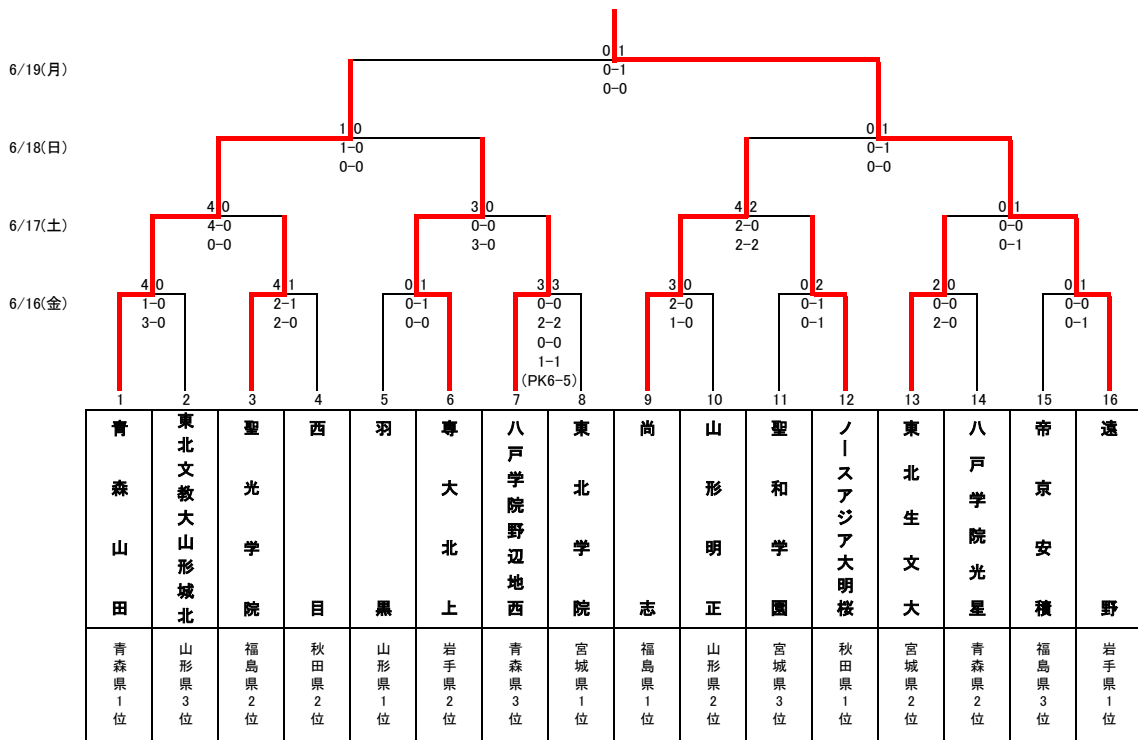 0 1
6/19(月)
0-1
0-0
1 0
0 1
6/18(日)
1-0
0-1
0-0
0-0
4 0
3 0
4 2
0 1
6/17(土)
4-0
0-0
2-0
0-0
0-0
3-0
2-2
0-1
4 0
4 1
0 1
3 3
3 0
0 2
2 0
0 1
6/16(金)
1-0
2-1
0-1
0-0
2-0
0-1
0-0
0-0
3-0
2-0
0-0
2-2
1-0
0-1
2-0
0-1
0-0
1-1
(PK6-5)
1 2 3 4 5 6 7 8 9 10 11 12 13 14 15 16
青森山田
東北文教大山形城北
聖光学院
西目
羽黒
専大北上
八戸学院野辺地西
東北学院
尚志
山形明正
聖和学園
ノースアジア大明桜
東北生文大
八戸学院光星
帝京安積
遠野
青森県1位
山形県3位
福島県2位
秋田県2位
山形県1位
岩手県2位
青森県3位
宮城県1位
福島県1位
山形県2位
宮城県3位
秋田県1位
宮城県2位
青森県2位
福島県3位
岩手県1位